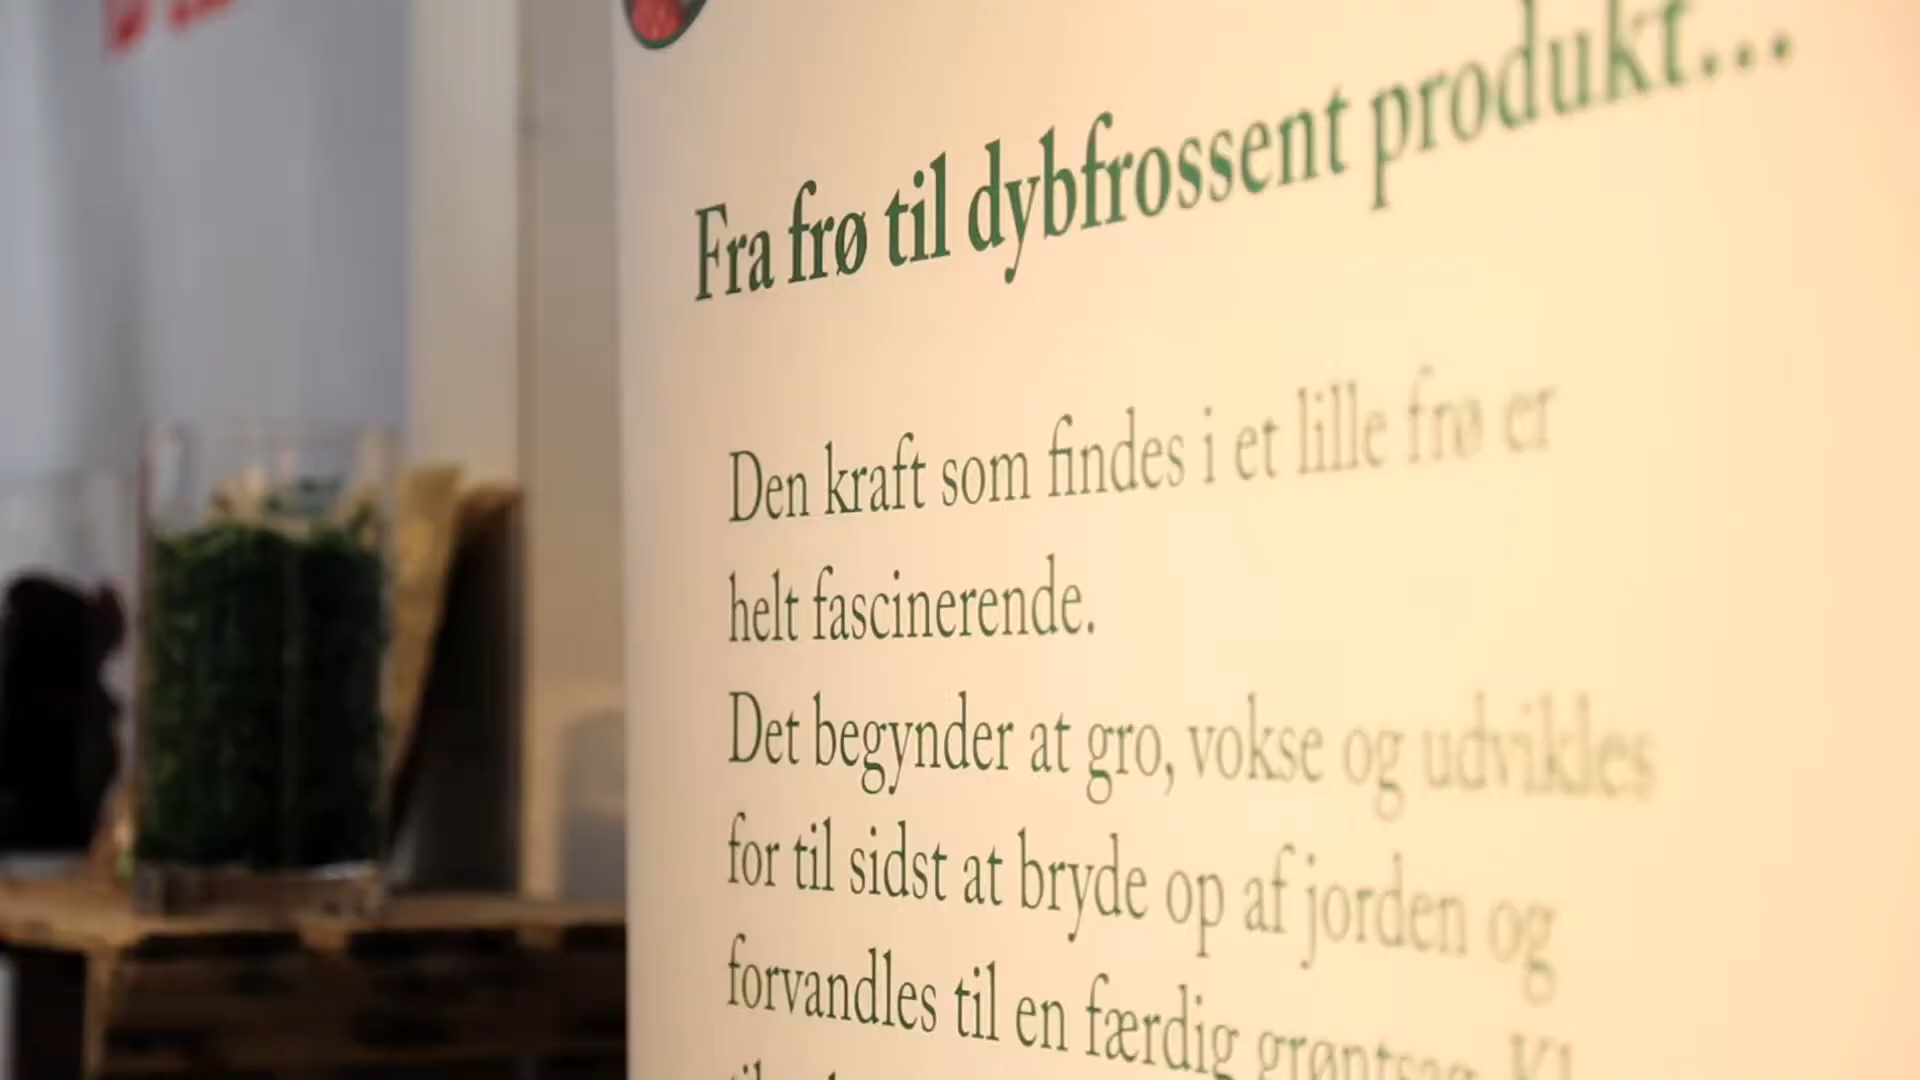 Fra frø til dybfrossent produkt...
Den kraft som findes i et lille frø er
helt fascinerende.
Det begynder at gro, vokse og udvikles
for til sidst at bryde op af jorden og
forvandles til en færdig grøntsag.